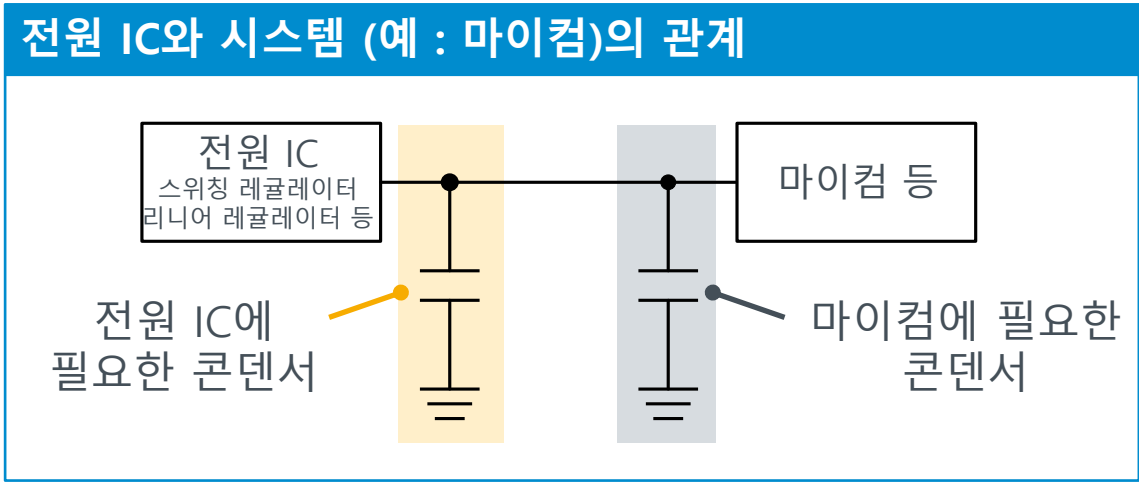 전원 IC와 시스템 (예 : 마이컴)의 관계
전원 IC
스위칭 레귤레이터
리니어 레귤레이터 등
마이컴 등
전원 IC에
필요한 콘덴서
마이컴에 필요한
콘덴서